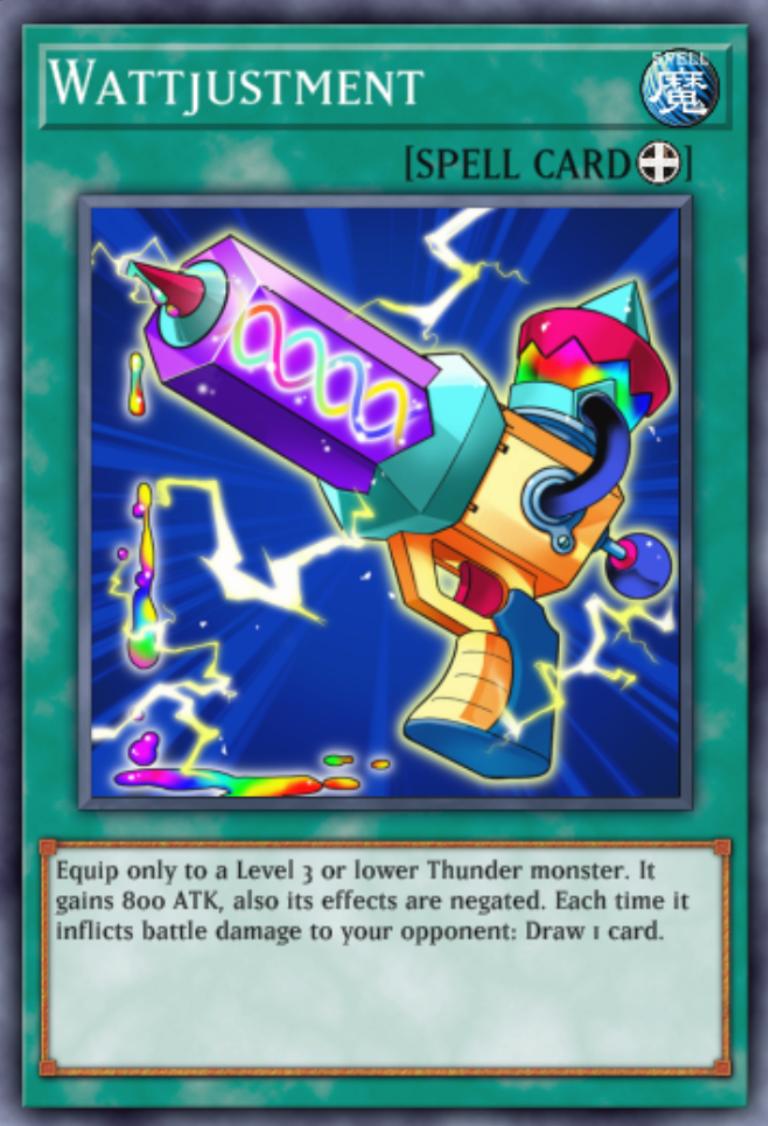 Wattjustment
SPELL
魔
[SPELL CARD]
Equip only to a Level 3 or lower Thunder monster. It
gains 800 ATK, also its effects are negated. Each time it
inflicts battle damage to your opponent: Draw 1 card.